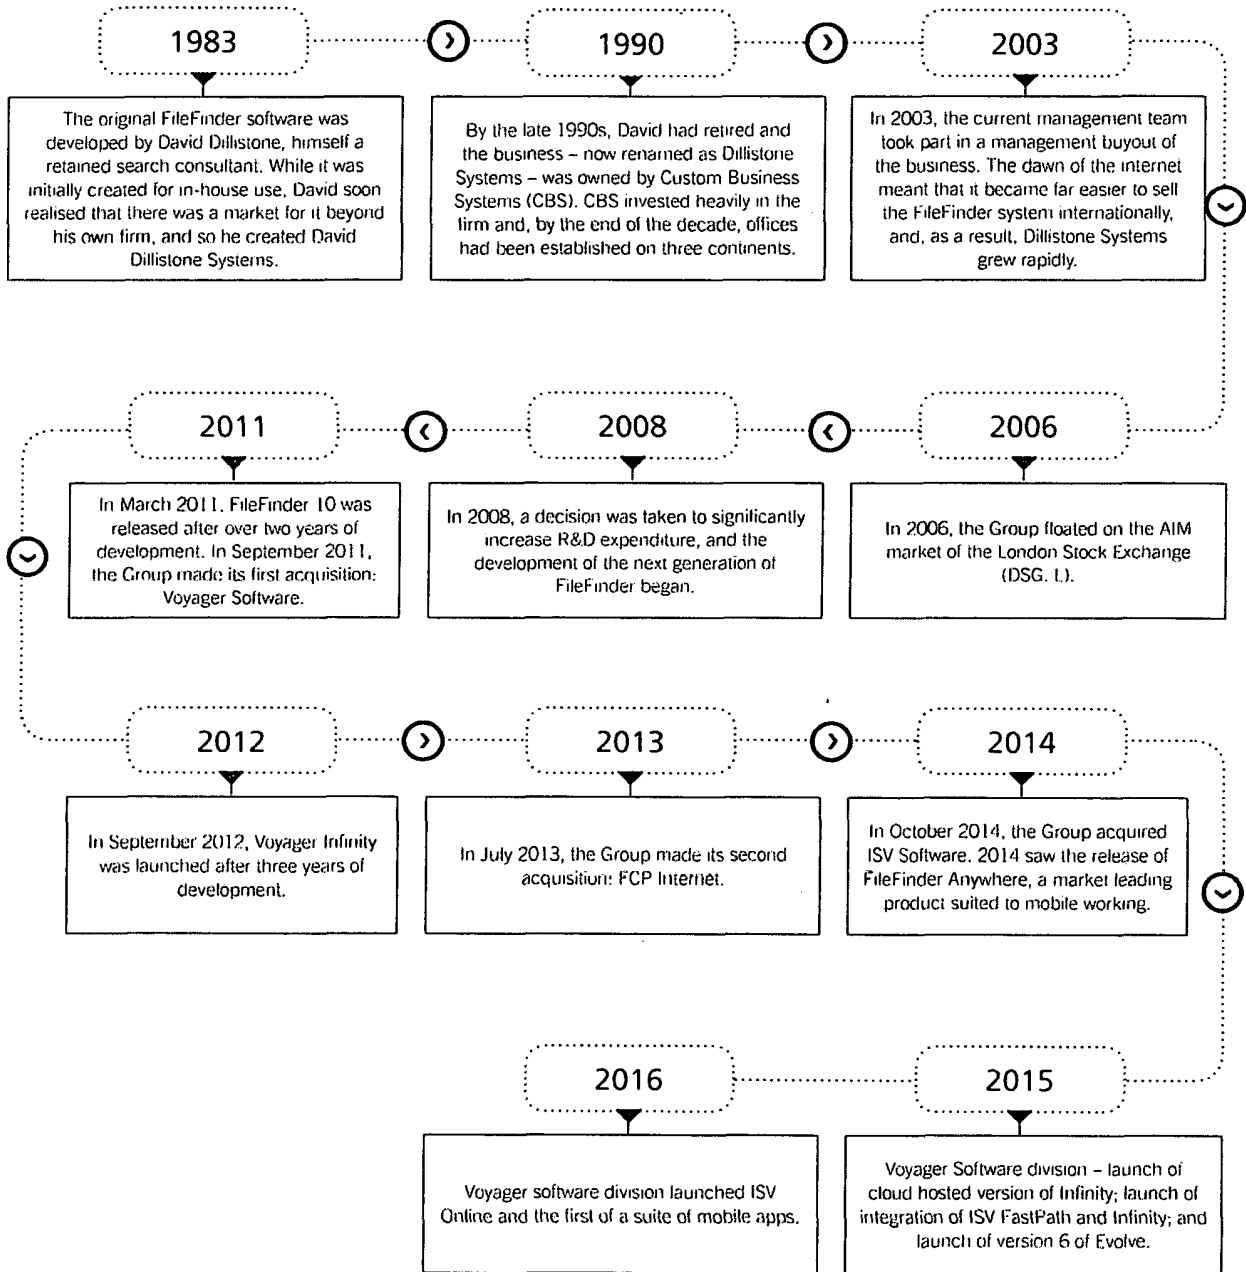 1983
The original FileFinder software was
developed by David Dillistone, himself a
retained search consultant. While it was
initially created for in-house use, David soon
realised that there was a market for it beyond
his own firm, and so he created David
Dillistone Systems.
1990
By the late 1990s, David had retired and
the business – now renamed as Dillistone
Systems – was owned by Custom Business
Systems (CBS). CBS invested heavily in the
firm and, by the end of the decade, offices
had been established on three continents.
2003
In 2003, the current management team
took part in a management buyout of
the business. The dawn of the internet
meant that it became far easier to sell
the FileFinder system internationally,
and, as a result, Dillistone Systems
grew rapidly.
2006
In 2006, the Group floated on the AIM
market of the London Stock Exchange
(DSG. L).
2008
In 2008, a decision was taken to significantly
increase R&D expenditure, and the
development of the next generation of
FileFinder began.
2011
In March 2011, FileFinder 10 was
released after over two years of
development. In September 2011,
the Group made its first acquisition:
Voyager Software.
2012
In September 2012, Voyager Infinity
was launched after three years of
development.
2013
In July 2013, the Group made its second
acquisition: FCP Internet.
2014
In October 2014, the Group acquired
ISV Software. 2014 saw the release of
FileFinder Anywhere, a market leading
product suited to mobile working.
2015
Voyager Software division – launch of
cloud hosted version of Infinity; launch of
integration of ISV FastPath and Infinity; and
launch of version 6 of Evolve.
2016
Voyager software division launched ISV
Online and the first of a suite of mobile apps.